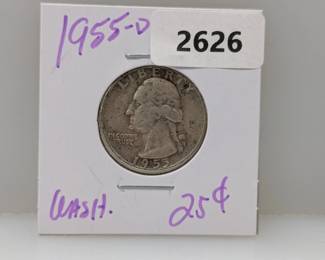 1955-D
2626
LIBERTY
IN GOD WE
TRUST
1955
WASH.
25¢